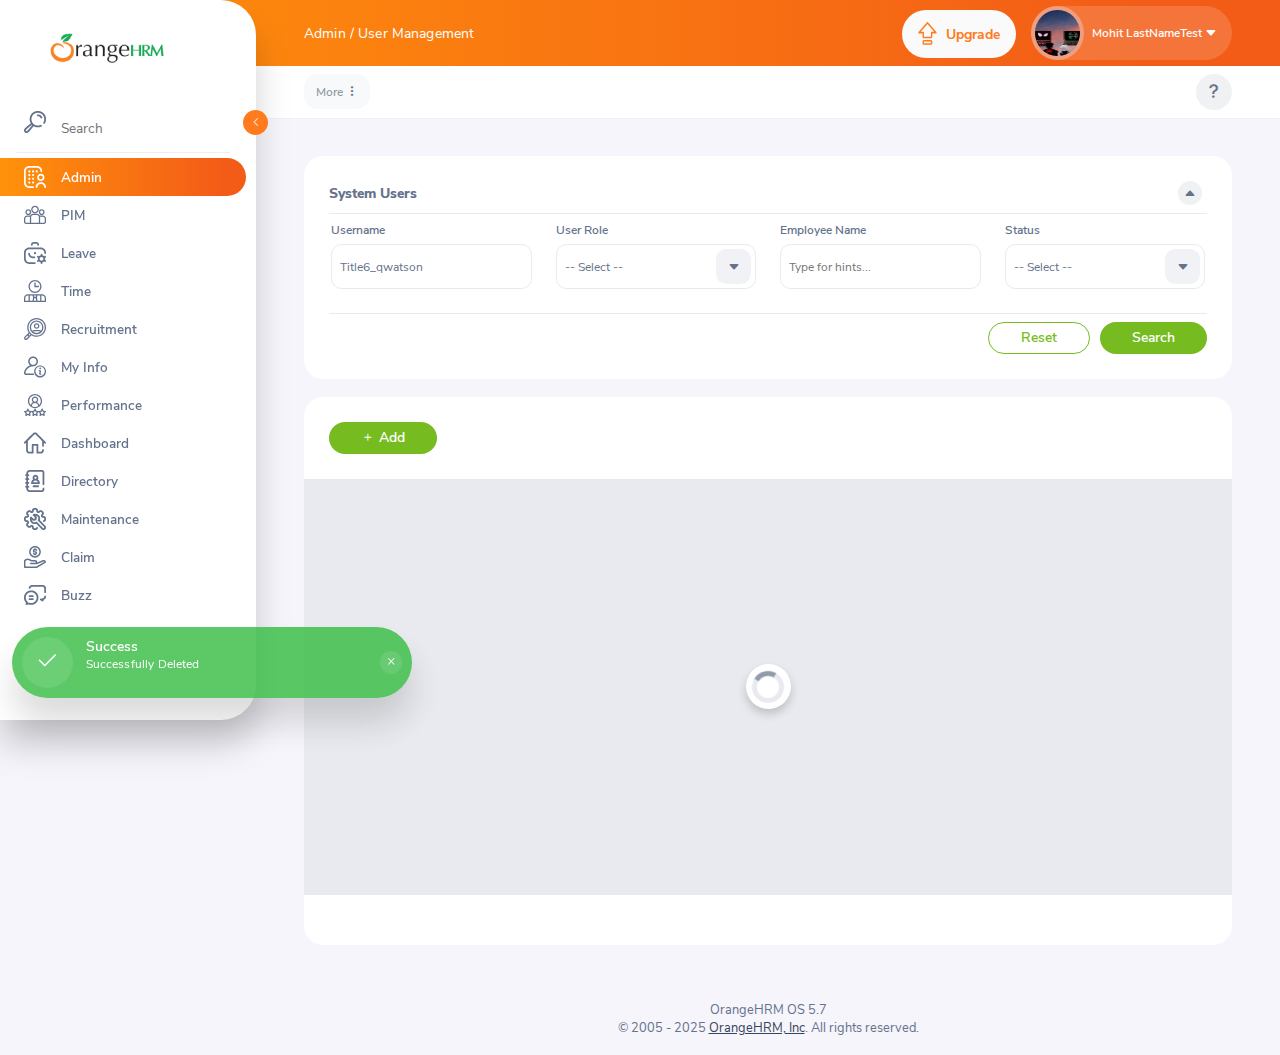 OrangeHRM
Admin / User Management
Upgrade
Mohit LastNameTest
More
?
Search
Admin
PIM
Leave
Time
Recruitment
My Info
Performance
Dashboard
Directory
Maintenance
Claim
Buzz
System Users
Username
User Role
Employee Name
Status
Title6_qwatson
-- Select --
Type for hints...
-- Select --
Reset
Search
+ Add
Success
Successfully Deleted
×
OrangeHRM OS 5.7
© 2005 - 2025 OrangeHRM, Inc. All rights reserved.